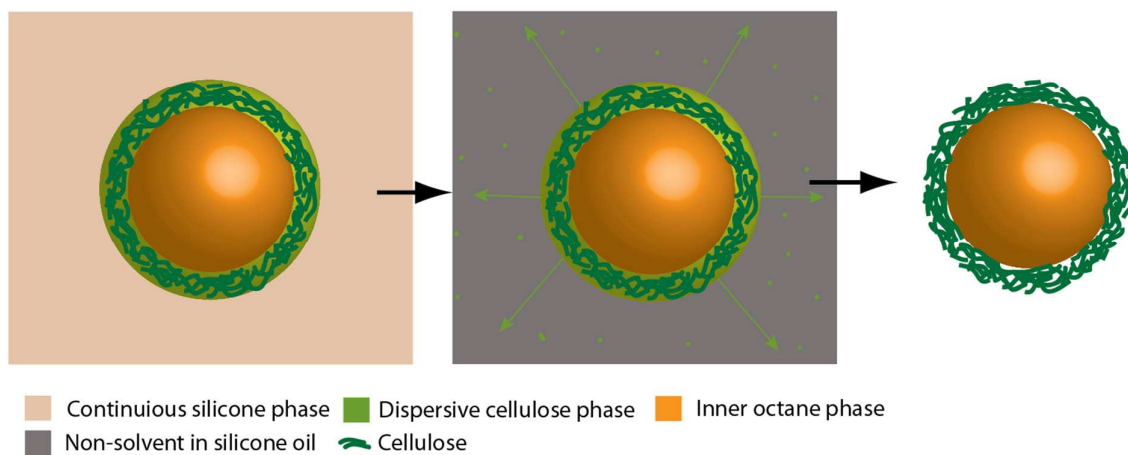 Continuious silicone phase Dispersive cellulose phase Inner octane phase
Non-solvent in silicone oil Cellulose